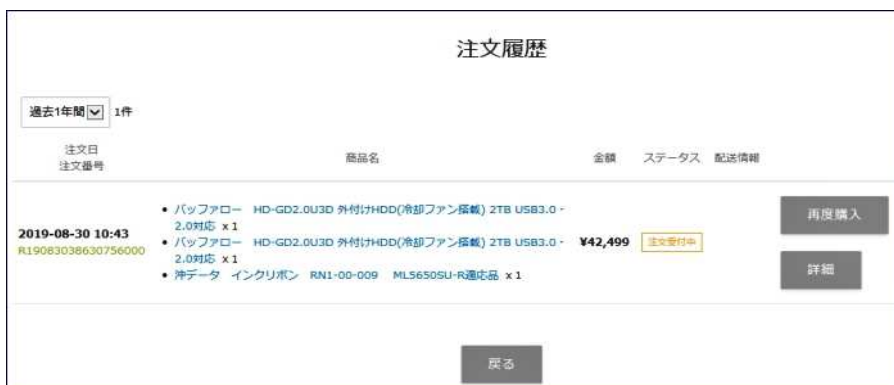 注文履歴
過去1年間 1件
注文日
注文番号
商品名
金額
ステータス
配送情報
2019-08-30 10:43
R19083038630756000
• バッファロー HD-GD2.0U3D 外付けHDD(冷却ファン搭載) 2TB USB3.0・
2.0対応 x 1
• バッファロー HD-GD2.0U3D 外付けHDD(冷却ファン搭載) 2TB USB3.0・
2.0対応 x 1
• 沖データ インクリボン RN1-00-009 ML5650SU-R適応品 x 1
¥42,499
注文受付中
再度購入
詳細
戻る